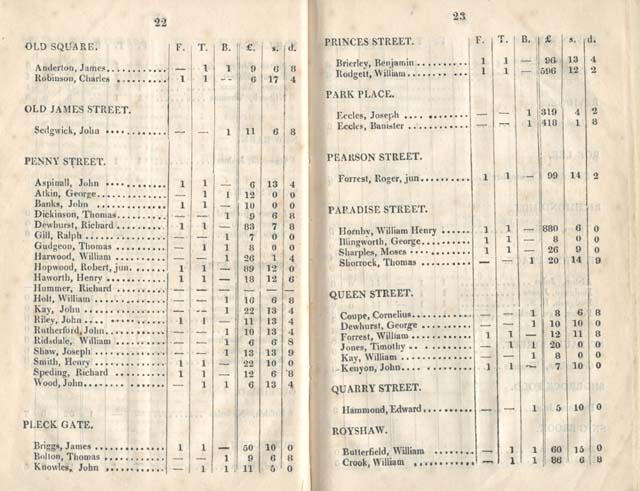 22
OLD SQUARE. F. T. B. £. s. d.
Anderton, James............ — 1 1 9 6 8
Robinson, Charles ............ 1 1 -- 6 17 4
OLD JAMES STREET.
Sedgwick, John ............ — — 1 11 6 8
PENNY STREET.
Aspinall, John ............ 1 1 — 6 13 4
Atkin, George............ — 1 1 12 0 0
Banks, John ............ 1 1 — 10 0 0
Dickinson, Thomas............ — — 1 9 6 8
Dewhurst, Richard............ 1 1 — 83 7 8
Gill, Ralph ............ — — 1 7 0 0
Gudgeon, Thomas ............ — 1 1 8 0 0
Harwood, William ............ — — 1 26 1 4
Hopwood, Robert, jun. ............ 1 1 — 89 12 0
Haworth, Henry ............ 1 1 — 18 12 6
Hummer, Richard ............ — — —
Holt, William ............ — — 1 16 6 8
Kay, John ............ — — 1 22 13 4
Riley, John ............ 1 1 — 11 13 4
Rutherford, John............ — — 1 10 13 4
Ridsdale, William ............ — — 1 6 6 8
Shaw, Joseph ............ — — 1 13 13 9
Smith, Henry ............ 1 1 — 22 10 0
Speding, Richard ............ 1 1 — 12 6 8
Wood, John............ — 1 1 6 13 4
PLECK GATE.
Briggs, James ............ 1 1 — 50 10 0
Bolton, Thomas ............ — — 1 9 6 8
Knowles, John ............ — 1 1 11 5 0
23
PRINCES STREET. F. T. B. £ s. d.
Brierley, Benjamin............ 1 1 — 96 13 4
Rodgett, William............ 1 1 — 596 12 2
PARK PLACE.
Eccles, Joseph ............ — — 1 319 4 2
Eccles, Banister ............ — — 1 418 1 8
PEARSON STREET.
Forrest, Roger, jun............ 1 1 — 99 14 2
PARADISE STREET.
Hornby, William Henry ............ 1 1 — 880 6 0
Illingworth, George............ 1 1 — 8 0 0
Sharples, Moses ............ 1 1 — 26 9 0
Shorrock, Thomas ............ — — 1 20 14 9
QUEEN STREET.
Coupe, Cornelius............ — — 1 8 6 8
Dewhurst, George ............ — — 1 10 10 0
Forrest, William............ 1 1 — 12 11 8
Jones, Timothy ............ — 1 1 20 0 0
Kay, William ............ — — 1 8 0 0
Kenyon, John............ 1 1 — 7 10 0
QUARRY STREET.
Hammond, Edward............ — — 1 5 10 0
ROYSHAW.
Butterfield, William ............ — 1 1 60 15 0
Crook, William ............ — 1 1 86 6 8